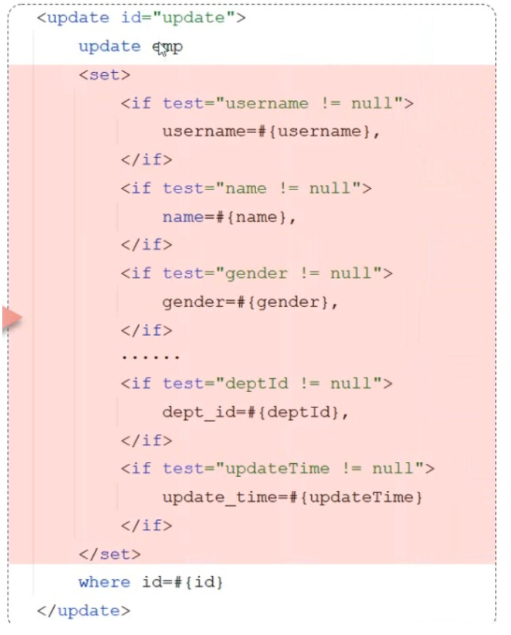 <update id="update">
update emp
<set>
<if test="username != null">
username=#{username},
</if>
<if test="name != null">
name=#{name},
</if>
<if test="gender != null">
gender=#{gender},
</if>
......
<if test="deptId != null">
dept_id=#{deptId},
</if>
<if test="updateTime != null">
update_time=#{updateTime}
</if>
</set>
where id=#{id}
</update>